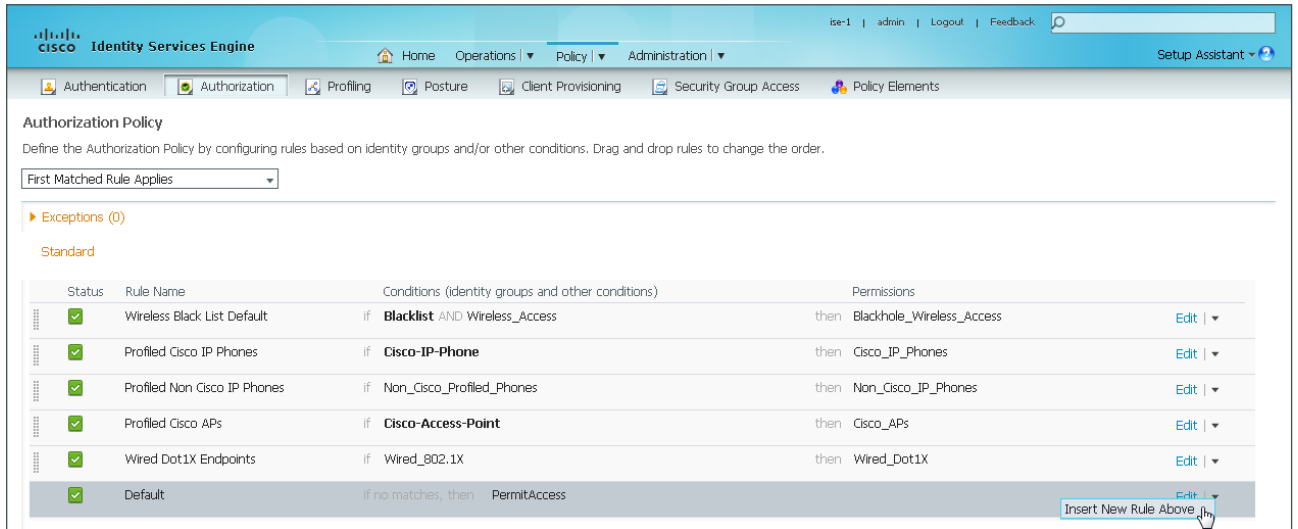 ise-1 | admin | Logout | Feedback
CISCO Identity Services Engine
Home Operations | Policy | Administration |
Setup Assistant
Authentication Authorization Profiling Posture Client Provisioning Security Group Access Policy Elements
Authorization Policy
Define the Authorization Policy by configuring rules based on identity groups and/or other conditions. Drag and drop rules to change the order.
First Matched Rule Applies
Exceptions (0)
Standard
Status Rule Name Conditions (identity groups and other conditions) Permissions
Wireless Black List Default if Blacklist AND Wireless_Access then Blackhole_Wireless_Access Edit |
Profiled Cisco IP Phones if Cisco-IP-Phone then Cisco_IP_Phones Edit |
Profiled Non Cisco IP Phones if Non_Cisco_Profiled_Phones then Non_Cisco_IP_Phones Edit |
Profiled Cisco APs if Cisco-Access-Point then Cisco_APs Edit |
Wired Dot1X Endpoints if Wired_802.1X then Wired_Dot1X Edit |
Default if no matches, then PermitAccess Edit |
Insert New Rule Above